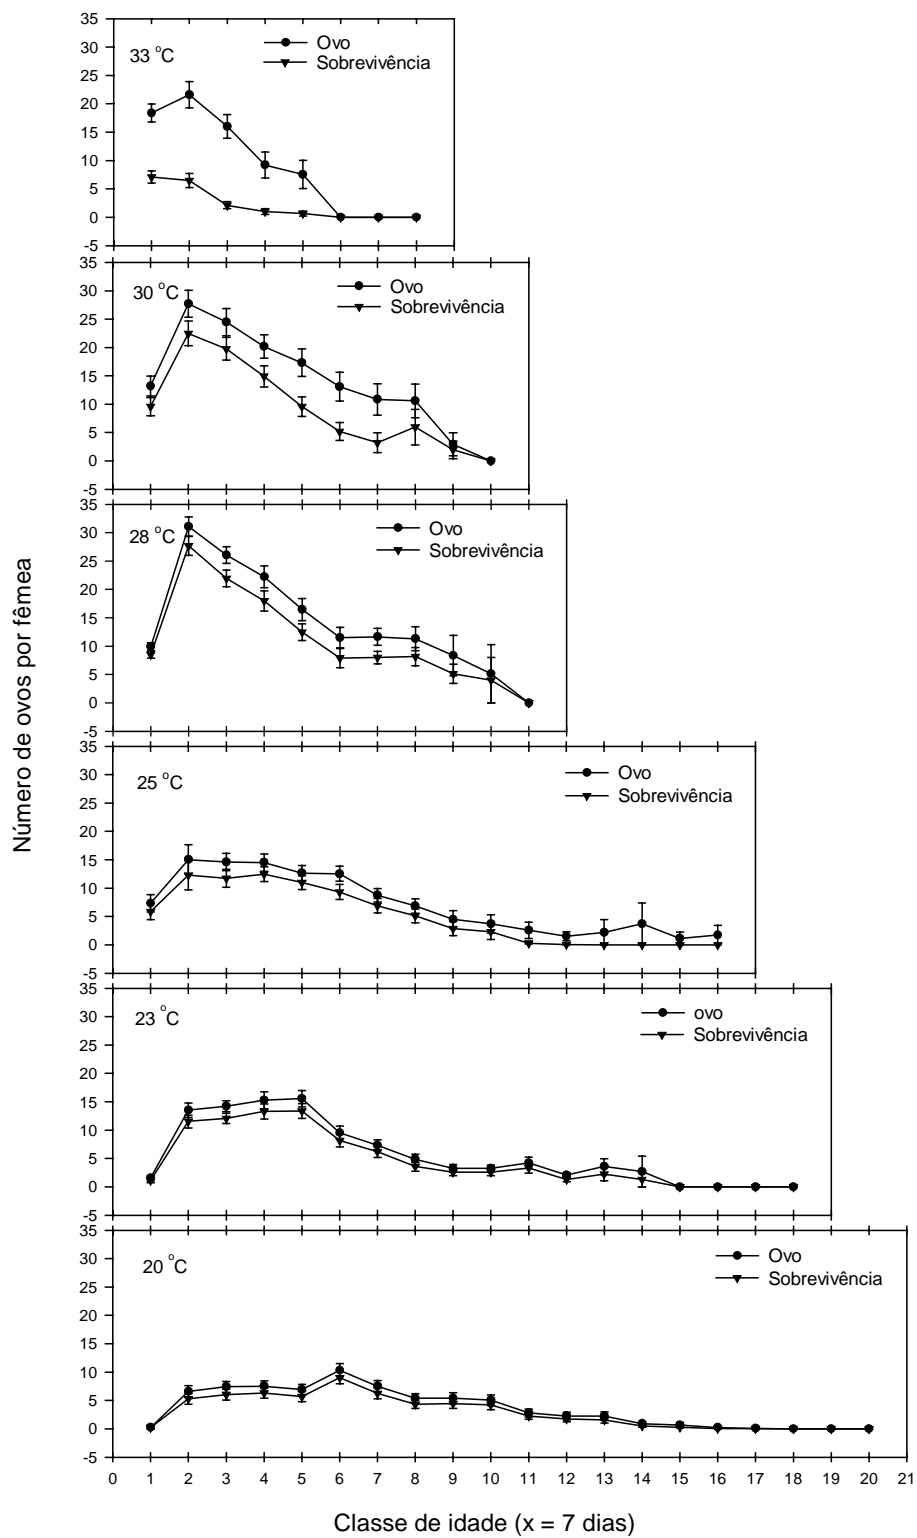 35
30
25
20
15
10
5
0
-5
33 °C
Ovo
Sobrevivência
35
30
25
20
15
10
5
0
-5
30 °C
Ovo
Sobrevivência
35
30
25
20
15
10
5
0
-5
28 °C
Ovo
Sobrevivência
Número de ovos por fêmea
35
30
25
20
15
10
5
0
-5
25 °C
Ovo
Sobrevivência
35
30
25
20
15
10
5
0
-5
23 °C
ovo
Sobrevivência
35
30
25
20
15
10
5
0
-5
20 °C
Ovo
Sobrevivência
0 1 2 3 4 5 6 7 8 9 10 11 12 13 14 15 16 17 18 19 20 21
Classe de idade (x = 7 dias)